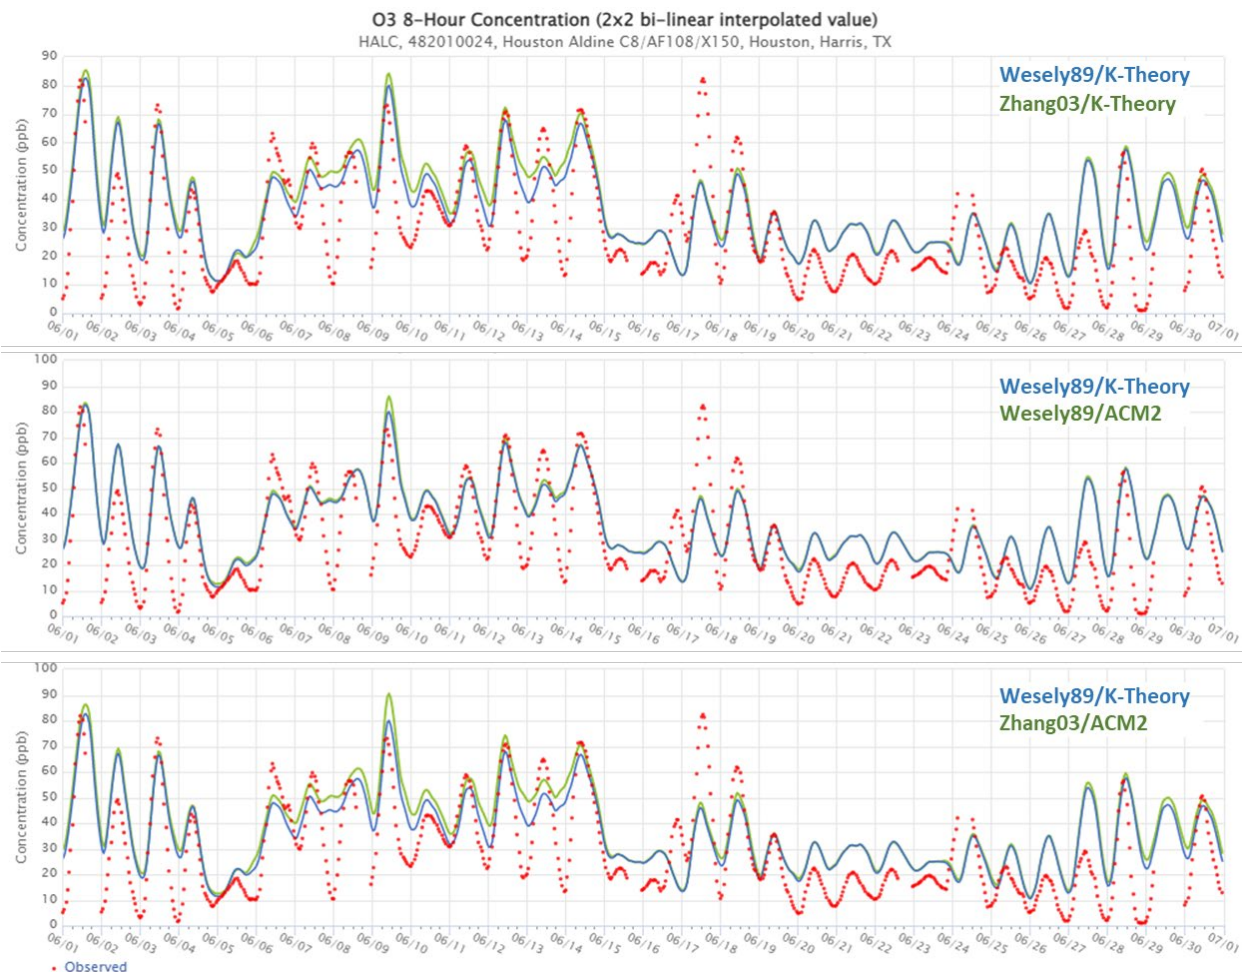 O3 8-Hour Concentration (2x2 bi-linear interpolated value)
HALC, 482010024, Houston Aldine C8/AF108/X150, Houston, Harris, TX
Wesely89/K-Theory
Zhang03/K-Theory
Concentration (ppb)
90
80
70
60
50
40
30
20
10
0
06/01 06/02 06/03 06/04 06/05 06/06 06/07 06/08 06/09 06/10 06/11 06/12 06/13 06/14 06/15 06/16 06/17 06/18 06/19 06/20 06/21 06/22 06/23 06/24 06/25 06/26 06/27 06/28 06/29 06/30 07/01
Wesely89/K-Theory
Wesely89/ACM2
Concentration (ppb)
100
90
80
70
60
50
40
30
20
10
0
06/01 06/02 06/03 06/04 06/05 06/06 06/07 06/08 06/09 06/10 06/11 06/12 06/13 06/14 06/15 06/16 06/17 06/18 06/19 06/20 06/21 06/22 06/23 06/24 06/25 06/26 06/27 06/28 06/29 06/30 07/01
Wesely89/K-Theory
Zhang03/ACM2
Concentration (ppb)
100
90
80
70
60
50
40
30
20
10
0
06/01 06/02 06/03 06/04 06/05 06/06 06/07 06/08 06/09 06/10 06/11 06/12 06/13 06/14 06/15 06/16 06/17 06/18 06/19 06/20 06/21 06/22 06/23 06/24 06/25 06/26 06/27 06/28 06/29 06/30 07/01
Observed